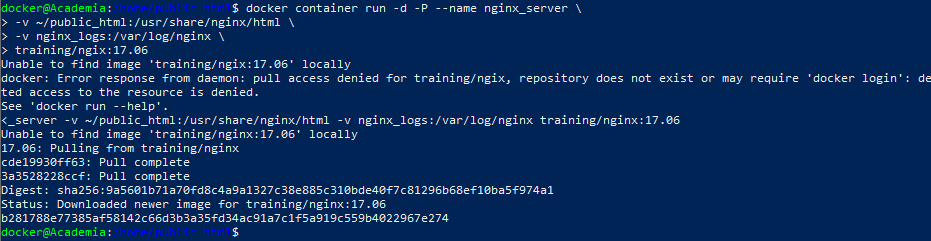 docker@Academia:/home/public_html$ docker container run -d -P --name nginx_server \
> -v ~/public_html:/usr/share/nginx/html \
> -v nginx_logs:/var/log/nginx \
> training/ngix:17.06
Unable to find image 'training/ngix:17.06' locally
docker: Error response from daemon: pull access denied for training/ngix, repository does not exist or may require 'docker login': de
ted access to the resource is denied.
See 'docker run --help'.
<_server -v ~/public_html:/usr/share/nginx/html -v nginx_logs:/var/log/nginx training/nginx:17.06
Unable to find image 'training/nginx:17.06' locally
17.06: Pulling from training/nginx
cde19930ff63: Pull complete
3a3528228ccf: Pull complete
Digest: sha256:9a5601b71a70fd8c4a9a1327c38e885c310bde40f7c81296b68ef10ba5f974a1
Status: Downloaded newer image for training/nginx:17.06
b281788e77385af58142c66d3b3a35fd34ac91a7c1f5a919c559b4022967e274
docker@Academia:/home/public_html$